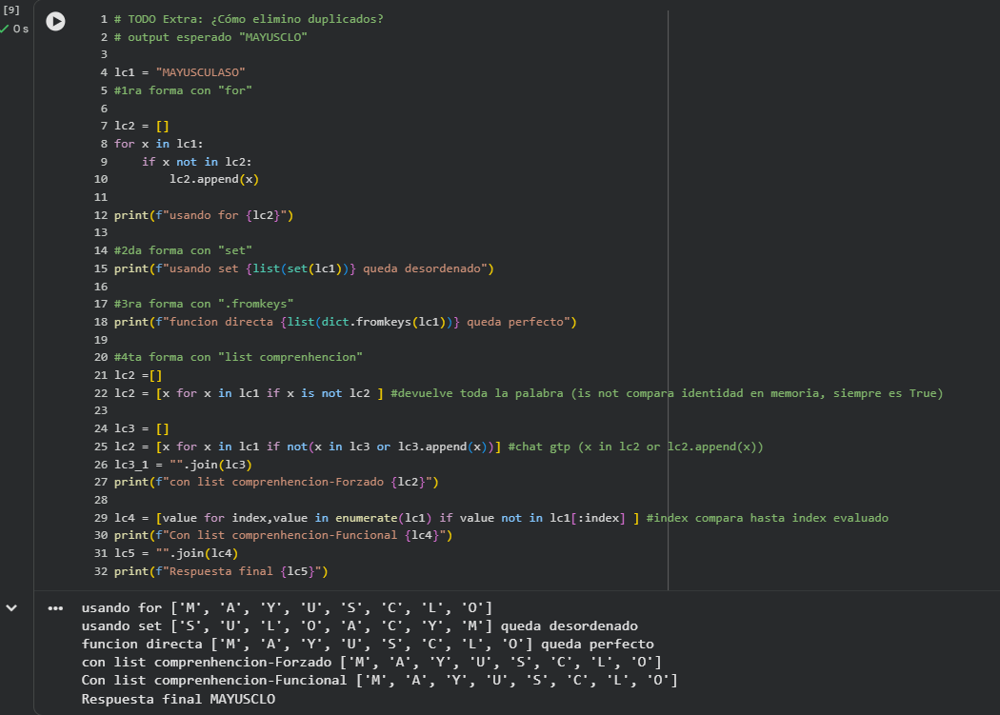 [9]
✓ 0 s
1 # TODO Extra: ¿Cómo elimino duplicados?
2 # output esperado "MAYUSCLO"
3
4 lc1 = "MAYUSCULASO"
5 #1ra forma con "for"
6
7 lc2 = []
8 for x in lc1:
9     if x not in lc2:
10         lc2.append(x)
11
12 print(f"usando for {lc2}")
13
14 #2da forma con "set"
15 print(f"usando set {list(set(lc1))} queda desordenado")
16
17 #3ra forma con ".fromkeys"
18 print(f"funcion directa {list(dict.fromkeys(lc1))} queda perfecto")
19
20 #4ta forma con "list comprenhencion"
21 lc2 =[]
22 lc2 = [x for x in lc1 if x is not lc2 ] #devuelve toda la palabra (is not compara identidad en memoria, siempre es True)
23
24 lc3 = []
25 lc2 = [x for x in lc1 if not(x in lc3 or lc3.append(x))] #chat gtp (x in lc2 or lc2.append(x))
26 lc3_1 = "".join(lc3)
27 print(f"con list comprenhencion-Forzado {lc2}")
28
29 lc4 = [value for index,value in enumerate(lc1) if value not in lc1[:index] ] #index compara hasta index evaluado
30 print(f"Con list comprenhencion-Funcional {lc4}")
31 lc5 = "".join(lc4)
32 print(f"Respuesta final {lc5}")
usando for ['M', 'A', 'Y', 'U', 'S', 'C', 'L', 'O']
usando set ['S', 'U', 'L', 'O', 'A', 'C', 'Y', 'M'] queda desordenado
funcion directa ['M', 'A', 'Y', 'U', 'S', 'C', 'L', 'O'] queda perfecto
con list comprenhencion-Forzado ['M', 'A', 'Y', 'U', 'S', 'C', 'L', 'O']
Con list comprenhencion-Funcional ['M', 'A', 'Y', 'U', 'S', 'C', 'L', 'O']
Respuesta final MAYUSCLO